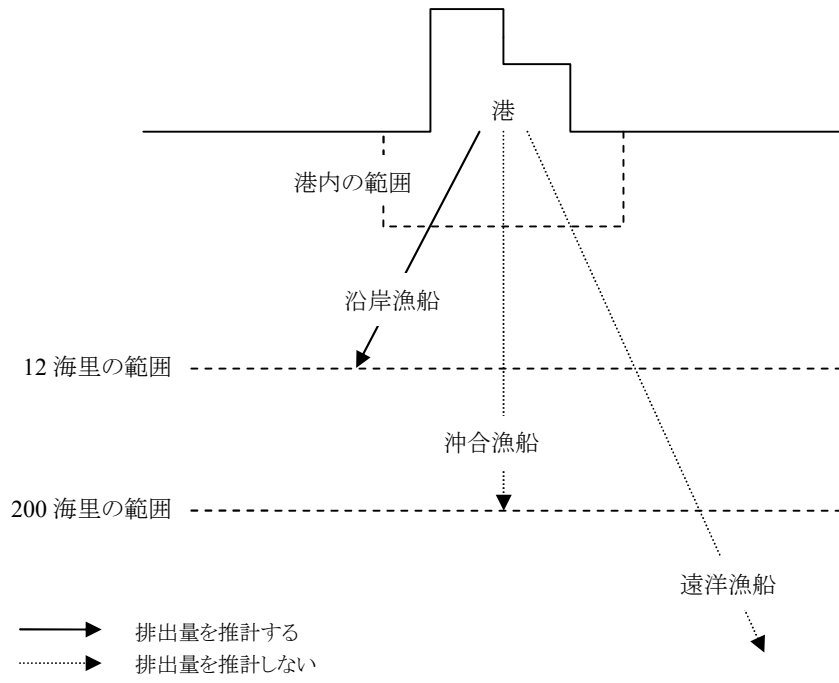 港
港内の範囲
沿岸漁船
12 海里の範囲
沖合漁船
200 海里の範囲
遠洋漁船
排出量を推計する
排出量を推計しない